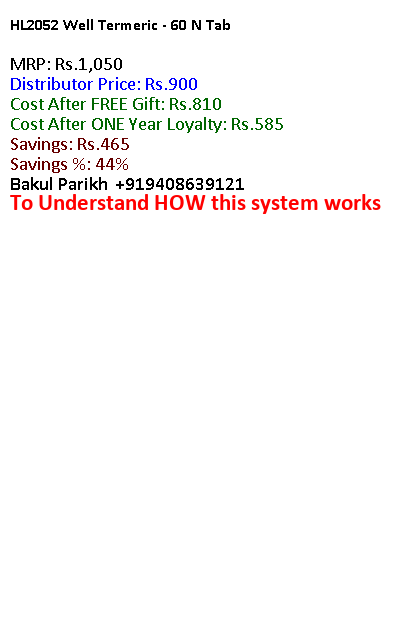 HL2052 Well Termeric - 60 N Tab
MRP: Rs.1,050
Distributor Price: Rs.900
Cost After FREE Gift: Rs.810
Cost After ONE Year Loyalty: Rs.585
Savings: Rs.465
Savings %: 44%
Bakul Parikh +919408639121
To Understand HOW this system works